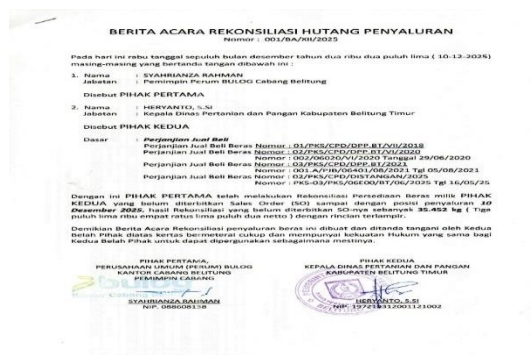 BERITA ACARA REKONSILIASI HUTANG PENYALURAN
Nomor : 001/BA/XII/2025
Pada hari ini rabu tanggal sepuluh bulan desember tahun dua ribu dua puluh lima ( 10-12-2025)
masing-masing yang bertanda tangan dibawah ini :
1. Nama : SYAHRIANZA RAHMAN
Jabatan : Pemimpin Perum BULOG Cabang Belitung
Disebut PIHAK PERTAMA
2. Nama : HERYANTO, S.SI
Jabatan : Kepala Dinas Pertanian dan Pangan Kabupaten Belitung Timur
Disebut PIHAK KEDUA
Dasar : Perjanjian Jual Beli
Perjanjian Jual Beli Beras Nomor : 01/PKS/CPD/DPP.BT/VII/2018
Perjanjian Jual Beli Beras Nomor : 02/PKS/CPD/DPP.BT/VI/2020
Nomor : 002/06020/VI/2020 Tanggal 29/06/2020
Perjanjian Jual Beli Beras Nomor : 03/PKS/CPD/DPP.BT/2021
Nomor : 001.A/PJB/06401/08/2021 Tgl 05/08/2021
Perjanjian Jual Beli Beras Nomor : 02/PKS/CPD/DISTANGAN/2025
Nomor : PKS-03/PKS/06E00/BT/06/2025 Tgl 16/05/25
Dengan ini PIHAK PERTAMA telah melakukan Rekonsiliasi Persediaan Beras milik PIHAK
KEDUA yang belum diterbitkan Sales Order (SO) sampai dengan posisi penyaluran 10
Desember 2025, hasil Rekonsiliasi yang belum diterbitkan SO-nya sebanyak 35.452 kg ( Tiga
puluh lima ribu empat ratus lima puluh dua netto ) dengan rincian terlampir.
Demikian Berita Acara Rekonsiliasi penyaluran beras ini dibuat dan ditanda tangani oleh Kedua
Belah Pihak diatas kertas bermeterai cukup dan mempunyai kekuatan Hukum yang sama bagi
Kedua Belah Pihak untuk dapat dipergunakan sebagaimana mestinya.
PIHAK PERTAMA,
PERUSAHAAN UMUM (PERUM) BULOG
KANTOR CABANG BELITUNG
PEMIMPIN CABANG
SYAHRIANZA RAHMAN
NIP. 088608138
PIHAK KEDUA
KEPALA DINAS PERTANIAN DAN PANGAN
KABUPATEN BELITUNG TIMUR
HERYANTO, S.SI